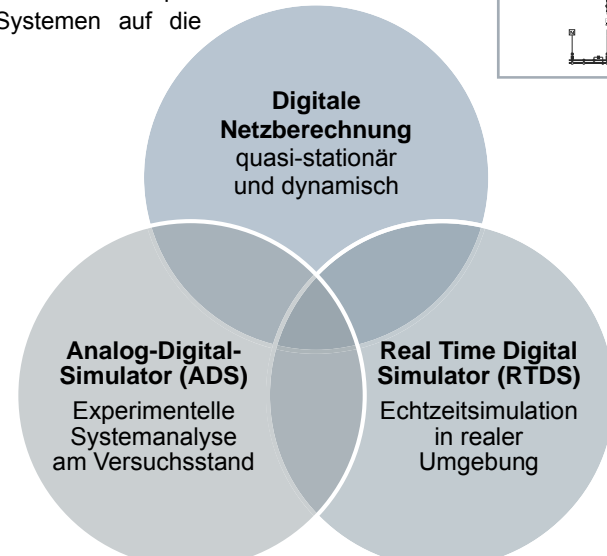 Systemen auf die
Digitale
Netzberechnung
quasi-stationär
und dynamisch
Analog-Digital-
Simulator (ADS)
Experimentelle
Systemanalyse
am Versuchsstand
Real Time Digital
Simulator (RTDS)
Echtzeitsimulation
in realer
Umgebung